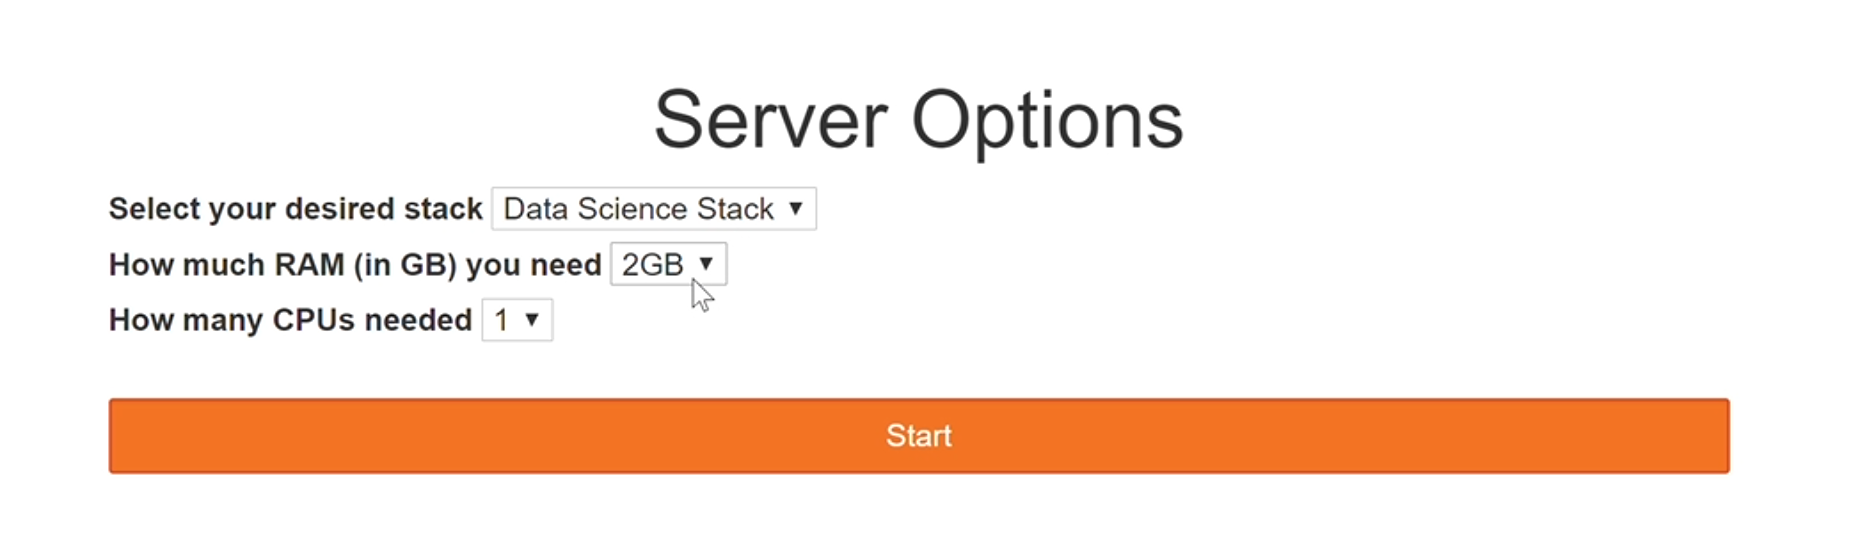 Server Options
Select your desired stack Data Science Stack ▼
How much RAM (in GB) you need 2GB ▼
How many CPUs needed 1 ▼
Start